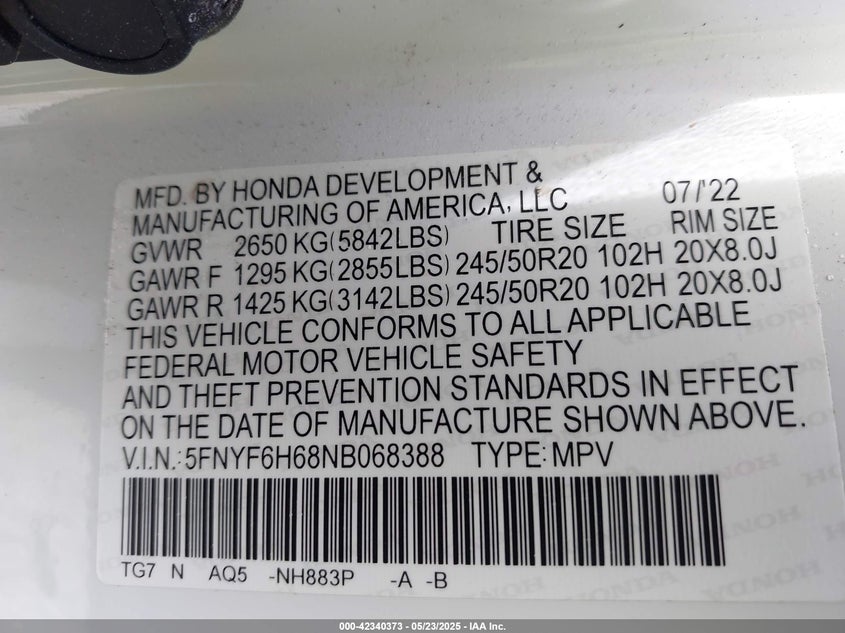 MFD. BY HONDA DEVELOPMENT &
MANUFACTURING OF AMERICA, LLC 07/'22
GVWR 2650 KG(5842LBS) TIRE SIZE RIM SIZE
GAWR F 1295 KG(2855LBS) 245/50R20 102H 20X8.0J
GAWR R 1425 KG(3142LBS) 245/50R20 102H 20X8.0J
THIS VEHICLE CONFORMS TO ALL APPLICABLE
FEDERAL MOTOR VEHICLE SAFETY
AND THEFT PREVENTION STANDARDS IN EFFECT
ON THE DATE OF MANUFACTURE SHOWN ABOVE.
V.I.N.:5FNYF6H68NB068388 TYPE:MPV
TG7 N AQ5 -NH883P -A -B
000-42340373 - 05/23/2025 - IAA Inc.